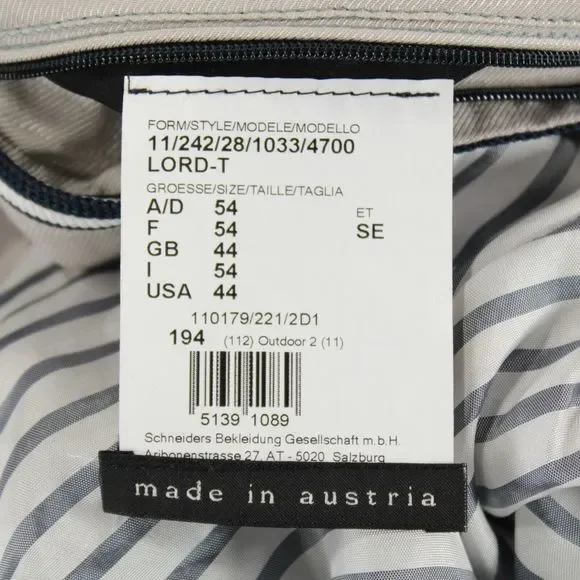 FORM/STYLE/MODELE/MODELLO
11/242/28/1033/4700
LORD-T
GROESSE/SIZE/TAILLE/TAGLIA
A/D 54 ET
F 54 SE
GB 44
I 54
USA 44
110179/221/2D1
194 (112) Outdoor 2 (11)
5139 1089
Schneiders Bekleidung Gesellschaft m.b.H.
Aribonenstrasse 27, AT - 5020 Salzburg
made in austria